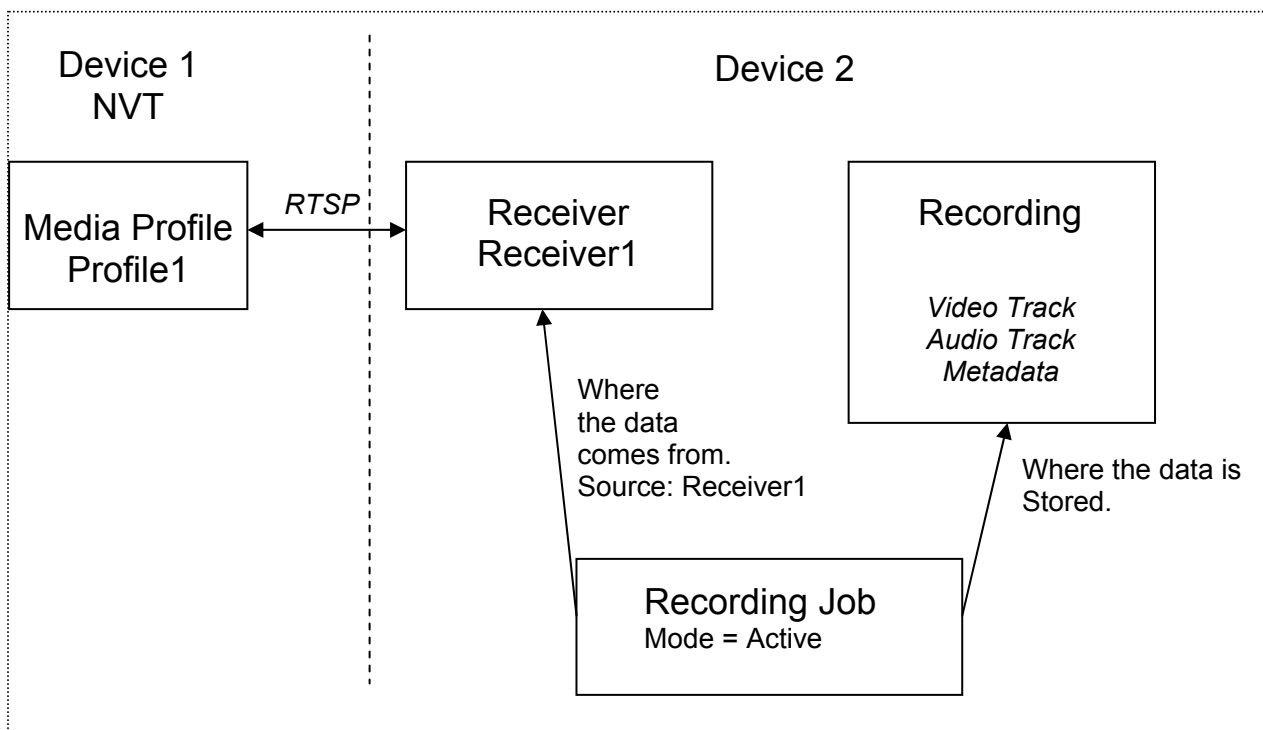 Device 1
NVT
Device 2
Media Profile
Profile1
RTSP
Receiver
Receiver1
Recording
Video Track
Audio Track
Metadata
Where
the data
comes from.
Source: Receiver1
Where the data is
Stored.
Recording Job
Mode = Active